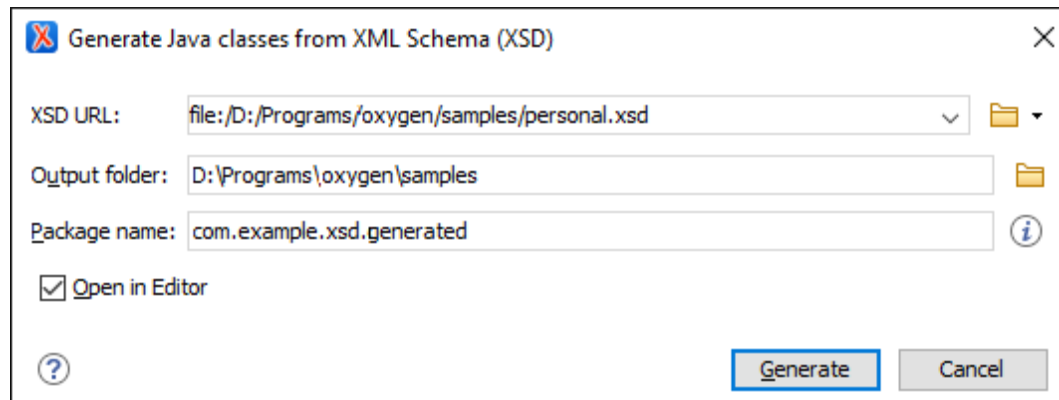 Generate Java classes from XML Schema (XSD)
XSD URL: file:/D:/Programs/oxygen/samples/personal.xsd
Output folder: D:\Programs\oxygen\samples
Package name: com.example.xsd.generated
Open in Editor
Generate Cancel